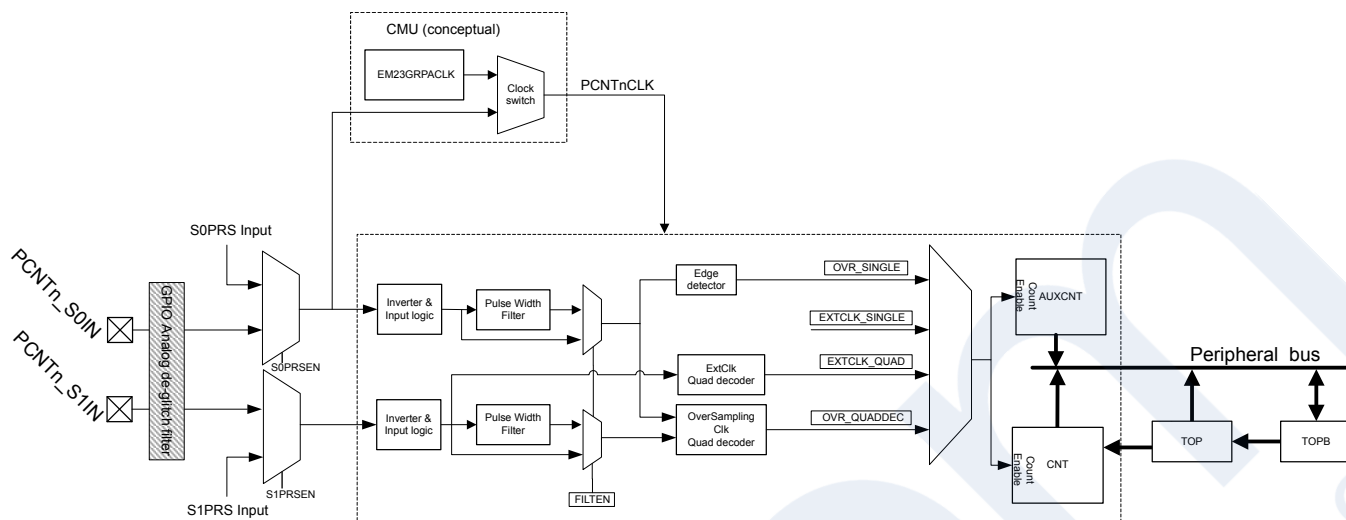 CMU (conceptual)
EM23GRPACLK
Clock
switch
PCNTnCLK
S0PRS Input
PCNTn_S0IN
PCNTn_S1IN
GPIO Analog de-glitch filter
S0PRSEN
S1PRSEN
S1PRS Input
Inverter &
Input logic
Pulse Width
Filter
Inverter &
Input logic
Pulse Width
Filter
FILTEN
Edge
detector
ExtClk
Quad decoder
OverSampling
Clk
Quad decoder
OVR_SINGLE
EXTCLK_SINGLE
EXTCLK_QUAD
OVR_QUADDEC
Count
Enable
AUXCNT
Count
Enable
CNT
Peripheral bus
TOP
TOPB